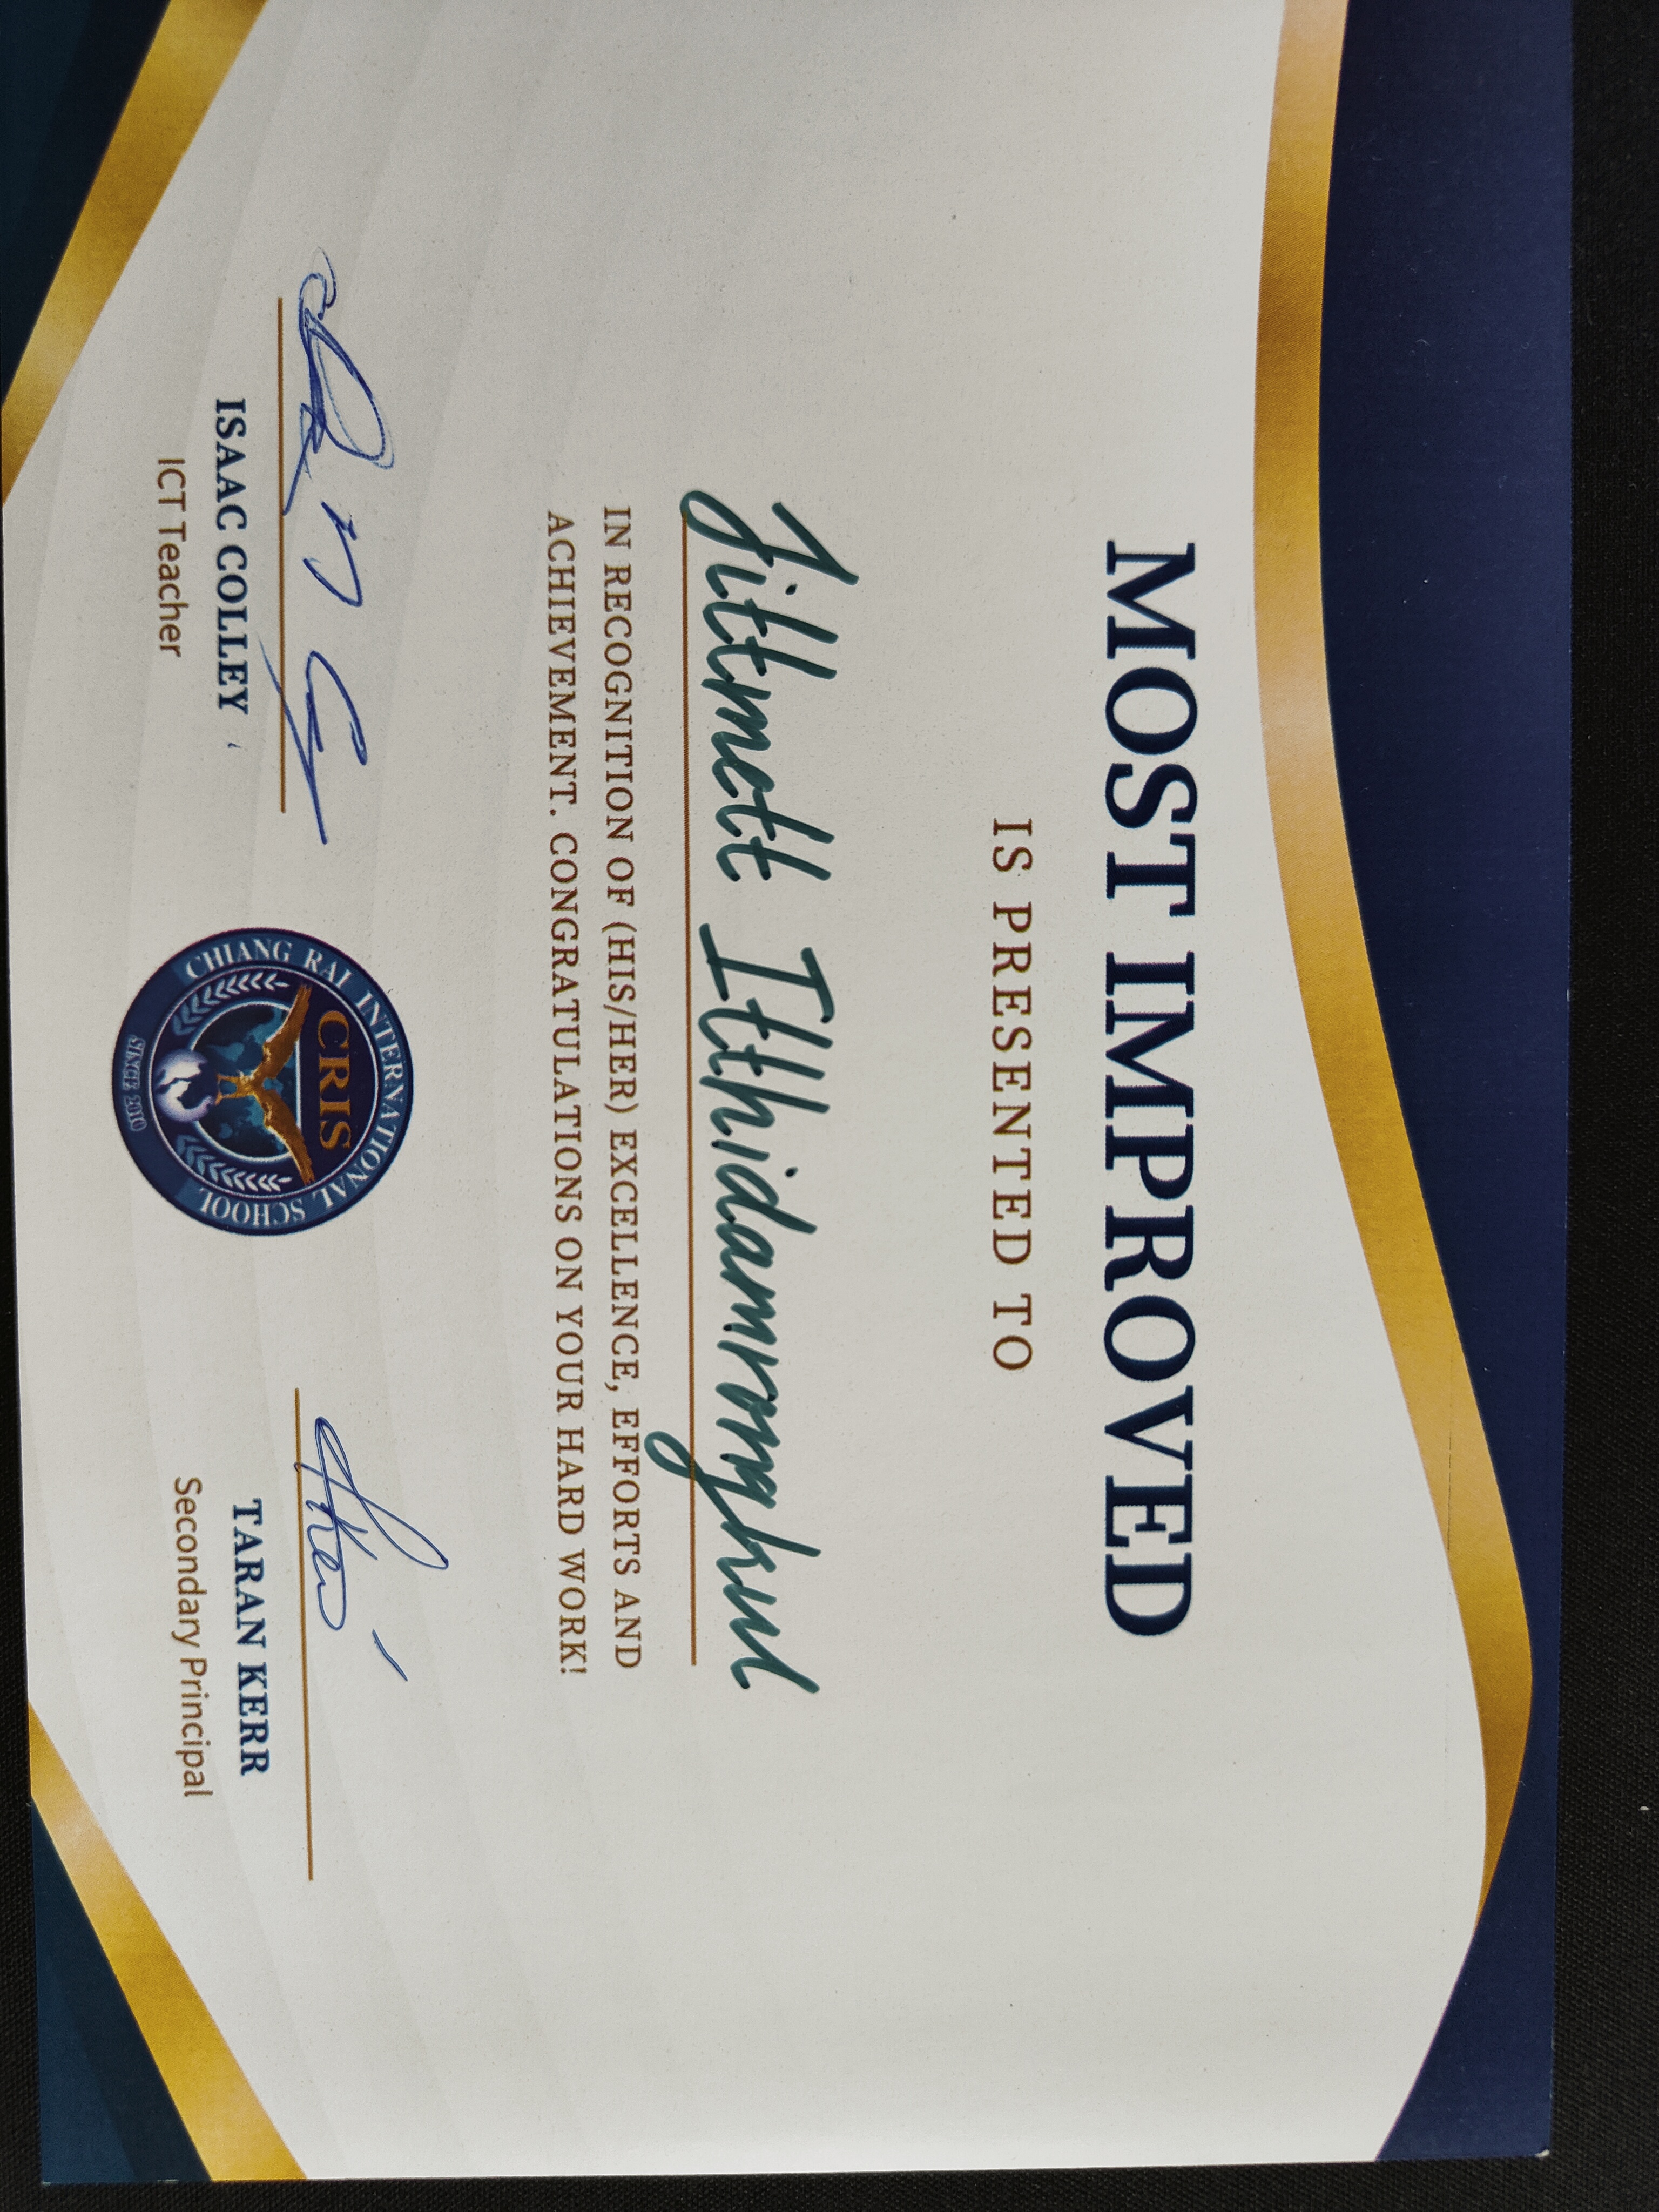 MOST IMPROVED
IS PRESENTED TO
Jittmatt Itthidamrongkul
IN RECOGNITION OF (HIS/HER) EXCELLENCE, EFFORTS AND
ACHIEVEMENT. CONGRATULATIONS ON YOUR HARD WORK!
ISAAC COLLEY
ICT Teacher
CHIANG RAI INTERNATIONAL SCHOOL
CRIS
SINCE 2010
TARAN KERR
Secondary Principal